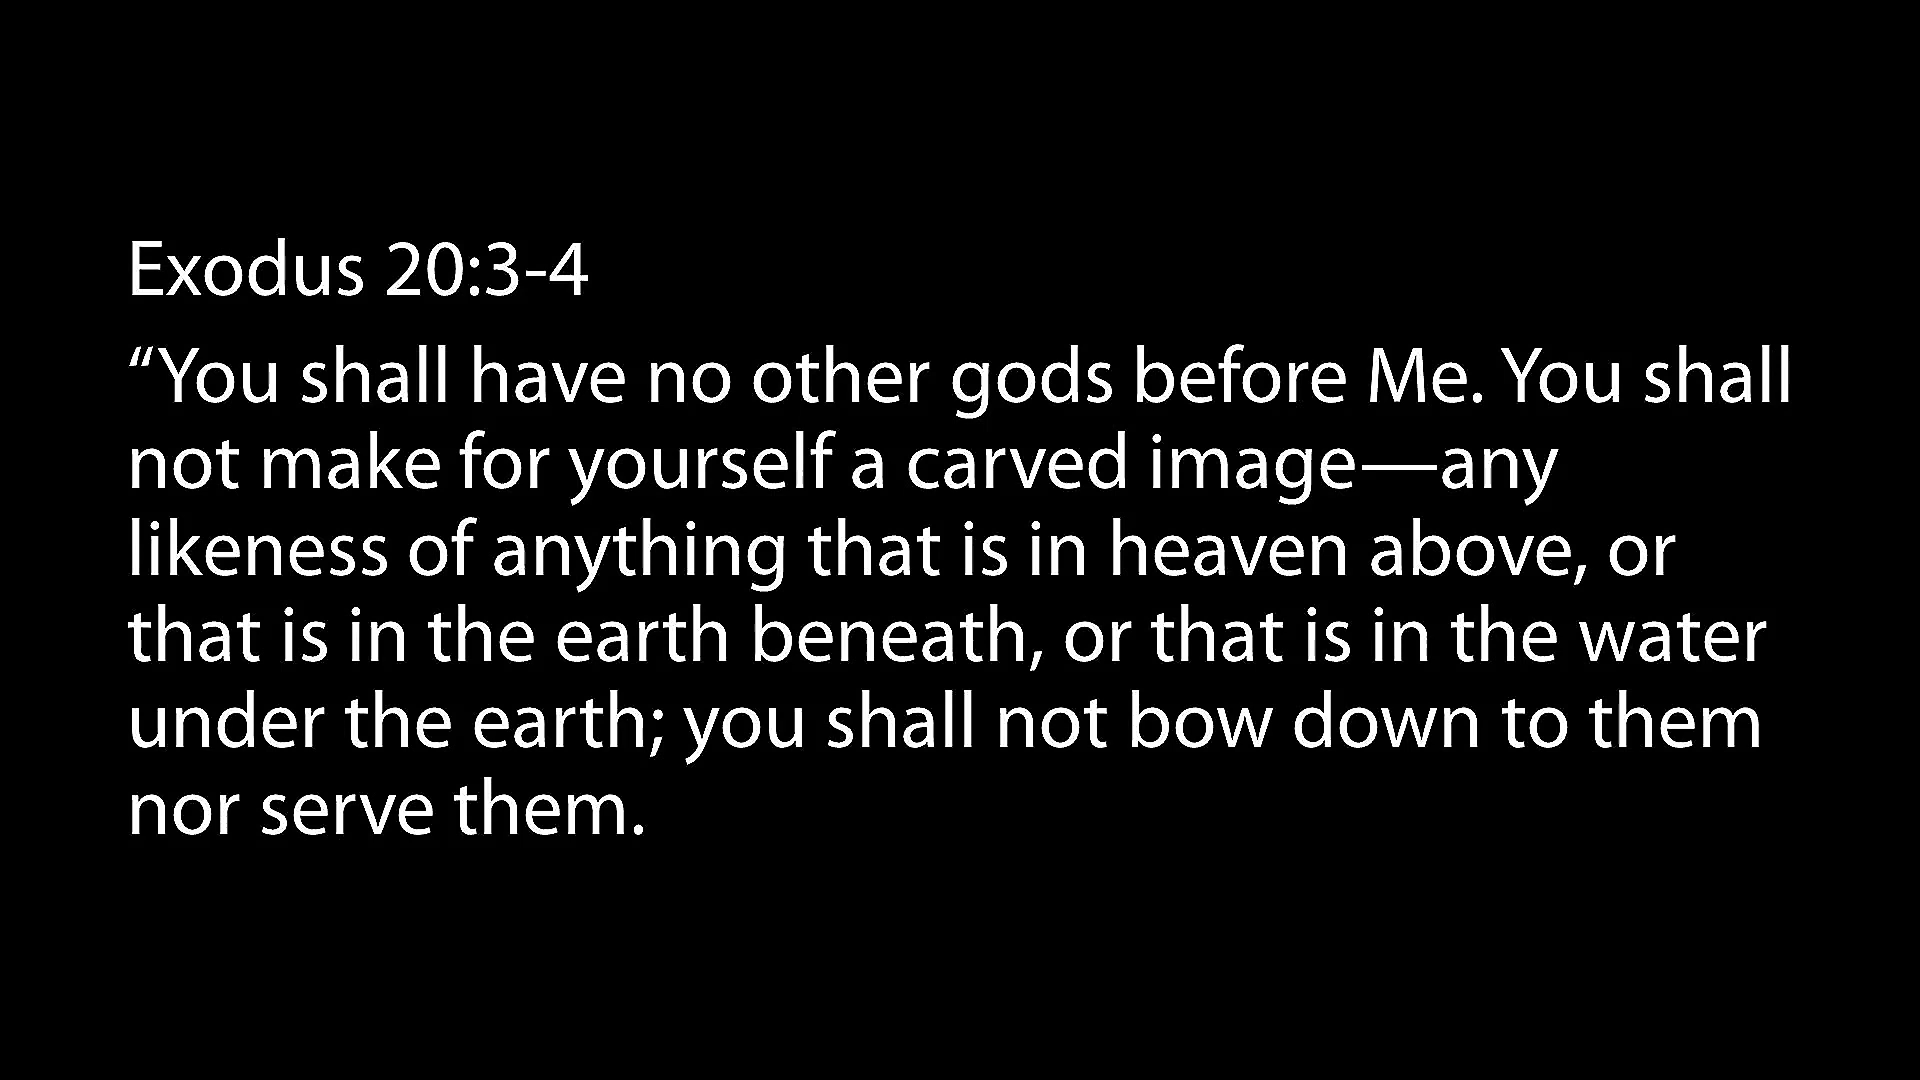 Exodus 20:3-4
“You shall have no other gods before Me. You shall
not make for yourself a carved image—any
likeness of anything that is in heaven above, or
that is in the earth beneath, or that is in the water
under the earth; you shall not bow down to them
nor serve them.